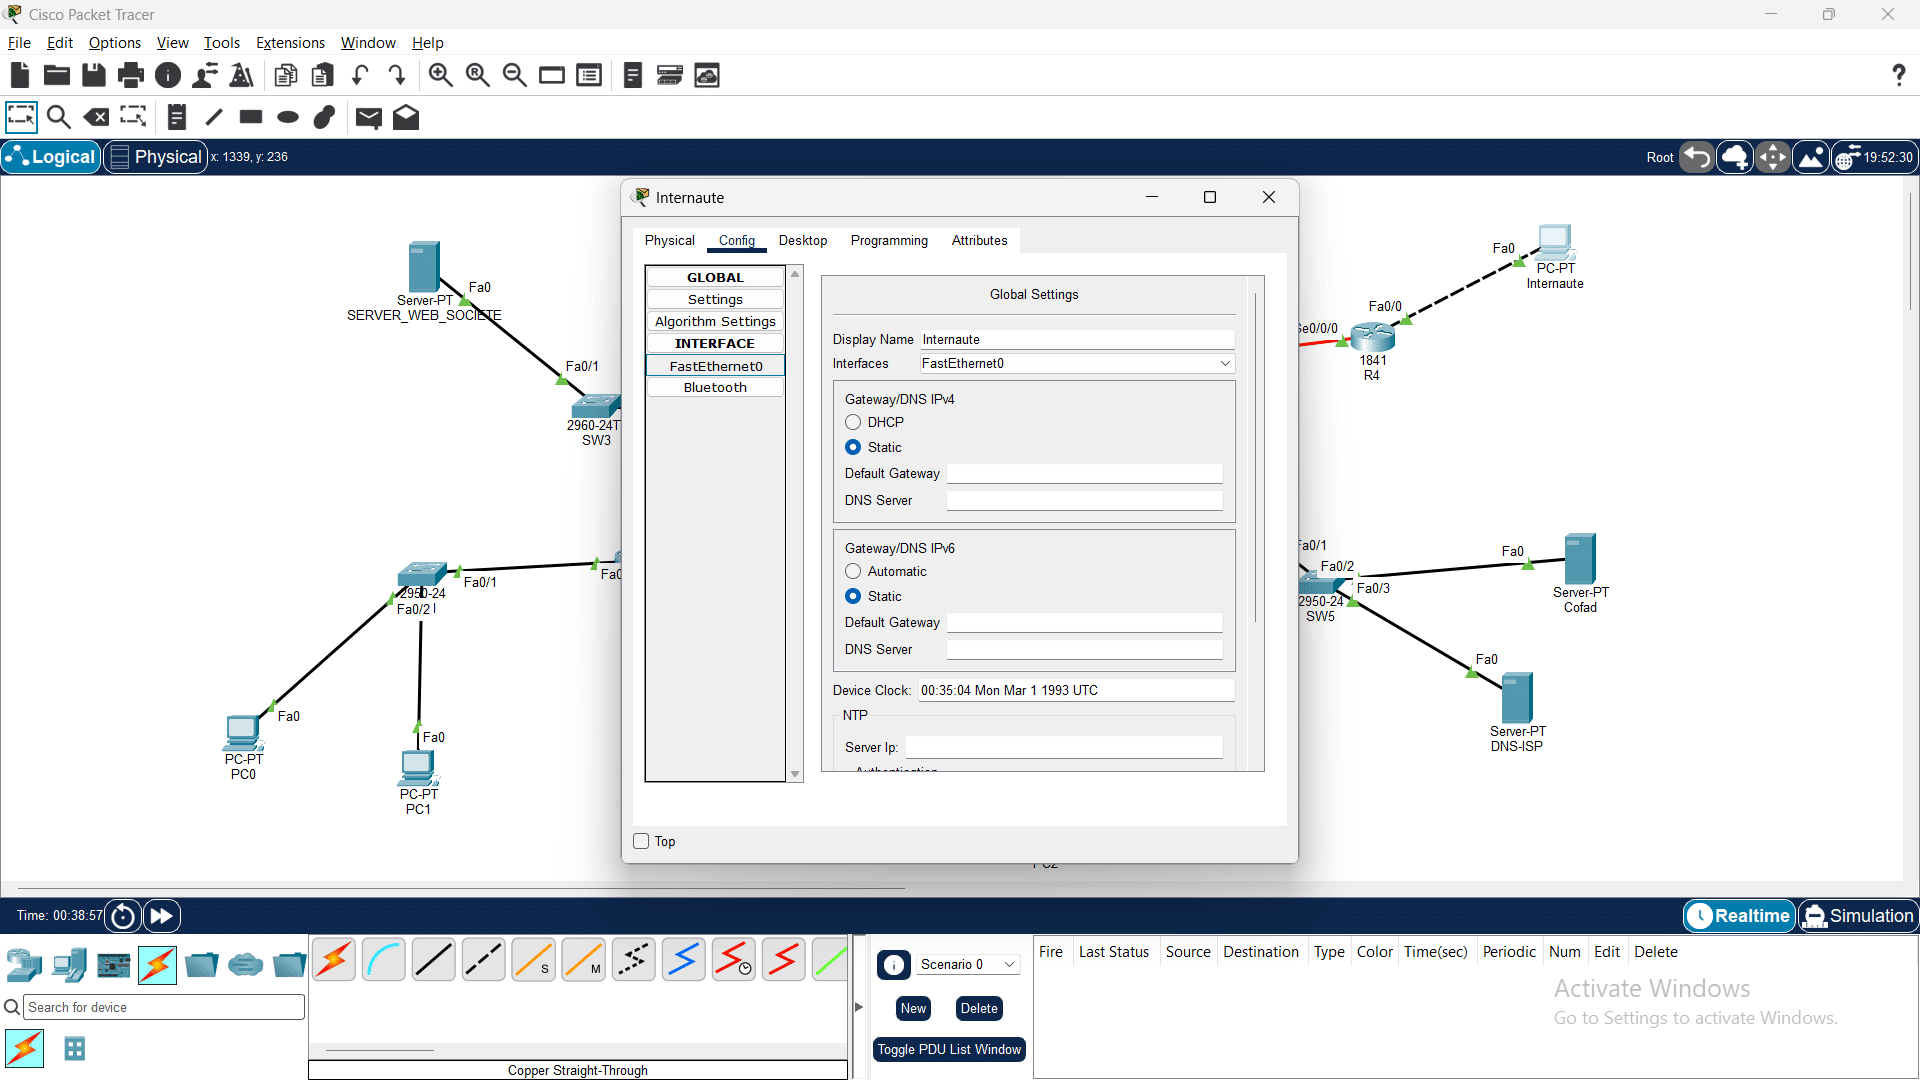 Cisco Packet Tracer
File Edit Options View Tools Extensions Window Help
Logical Physical x: 1339, y: 236 Root 19:52:30
Internaute
Physical Config Desktop Programming Attributes
GLOBAL
Settings
Algorithm Settings
INTERFACE
FastEthernet0
Bluetooth
Global Settings
Display Name Internaute
Interfaces FastEthernet0
Gateway/DNS IPv4
DHCP
Static
Default Gateway
DNS Server
Gateway/DNS IPv6
Automatic
Static
Default Gateway
DNS Server
Device Clock: 00:35:04 Mon Mar 1 1993 UTC
NTP
Server Ip:
Top
Fa0
Server-PT
SERVER_WEB_SOCIETE
Fa0/1
2960-24T
SW3
2950-24
Fa0/1
Fa0/2
Fa0
PC-PT
PC0
Fa0
PC-PT
PC1
Fa0
PC-PT
Internaute
Fa0/0
Se0/0/0
1841
R4
Fa0/1
Fa0/2
Fa0/3
2950-24
SW5
Fa0
Server-PT
Cofad
Fa0
Server-PT
DNS-ISP
Time: 00:38:57 Realtime Simulation
Search for device
S
M
Copper Straight-Through
Scenario 0
New Delete
Toggle PDU List Window
Fire Last Status Source Destination Type Color Time(sec) Periodic Num Edit Delete
Activate Windows
Go to Settings to activate Windows.